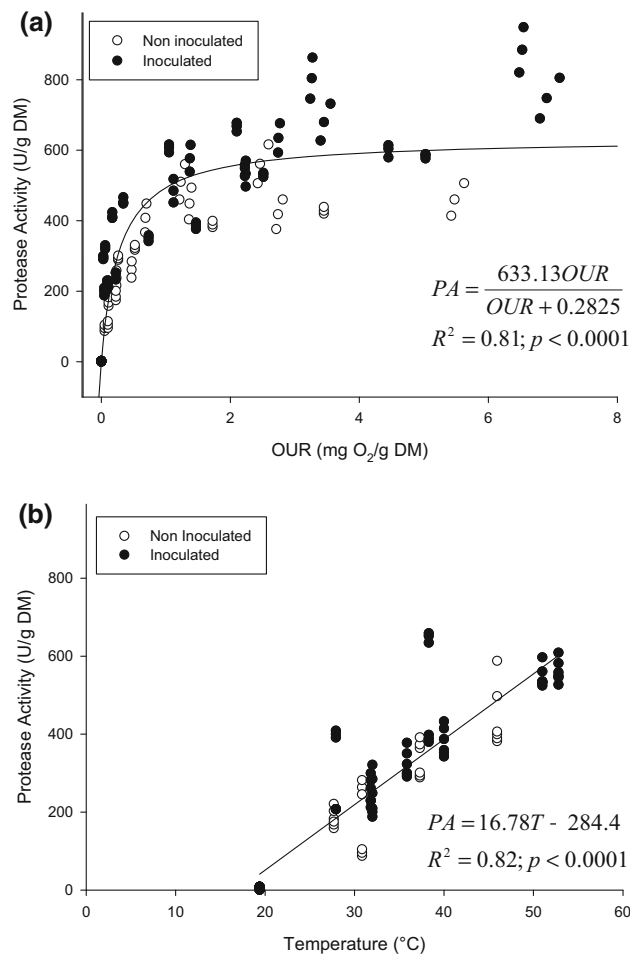 (a)
Non inoculated
Inoculated
Protease Activity (U/g DM)
800
600
400
200
0
PA = 633.13OUR / OUR + 0.2825
R² = 0.81; p < 0.0001
0 2 4 6 8
OUR (mg O₂/g DM)
(b)
Non Inoculated
Inoculated
Protease Activity (U/g DM)
800
600
400
200
0
PA = 16.78T - 284.4
R² = 0.82; p < 0.0001
0 10 20 30 40 50 60
Temperature (°C)